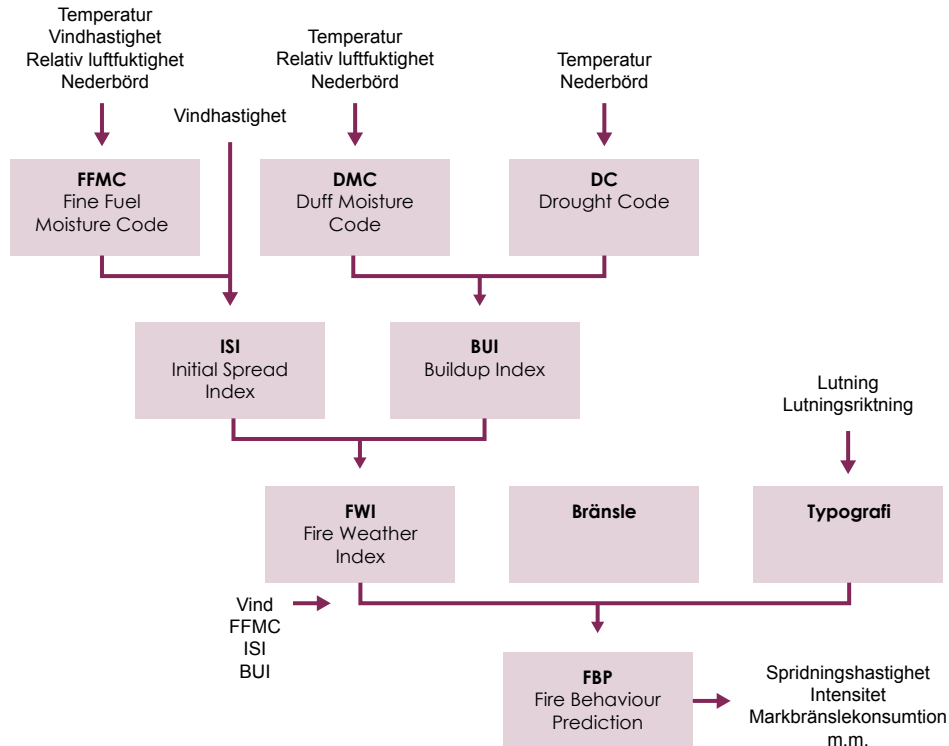 Temperatur
Vindhastighet
Relativ luftfuktighet
Nederbörd
Temperatur
Relativ luftfuktighet
Nederbörd
Temperatur
Nederbörd
Vindhastighet
FFMC
Fine Fuel
Moisture Code
DMC
Duff Moisture
Code
DC
Drought Code
ISI
Initial Spread
Index
BUI
Buildup Index
Lutning
Lutningsriktning
FWI
Fire Weather
Index
Bränsle
Typografi
Vind
FFMC
ISI
BUI
FBP
Fire Behaviour
Prediction
Spridningshastighet
Intensitet
Markbränslekonsumtion
m.m.